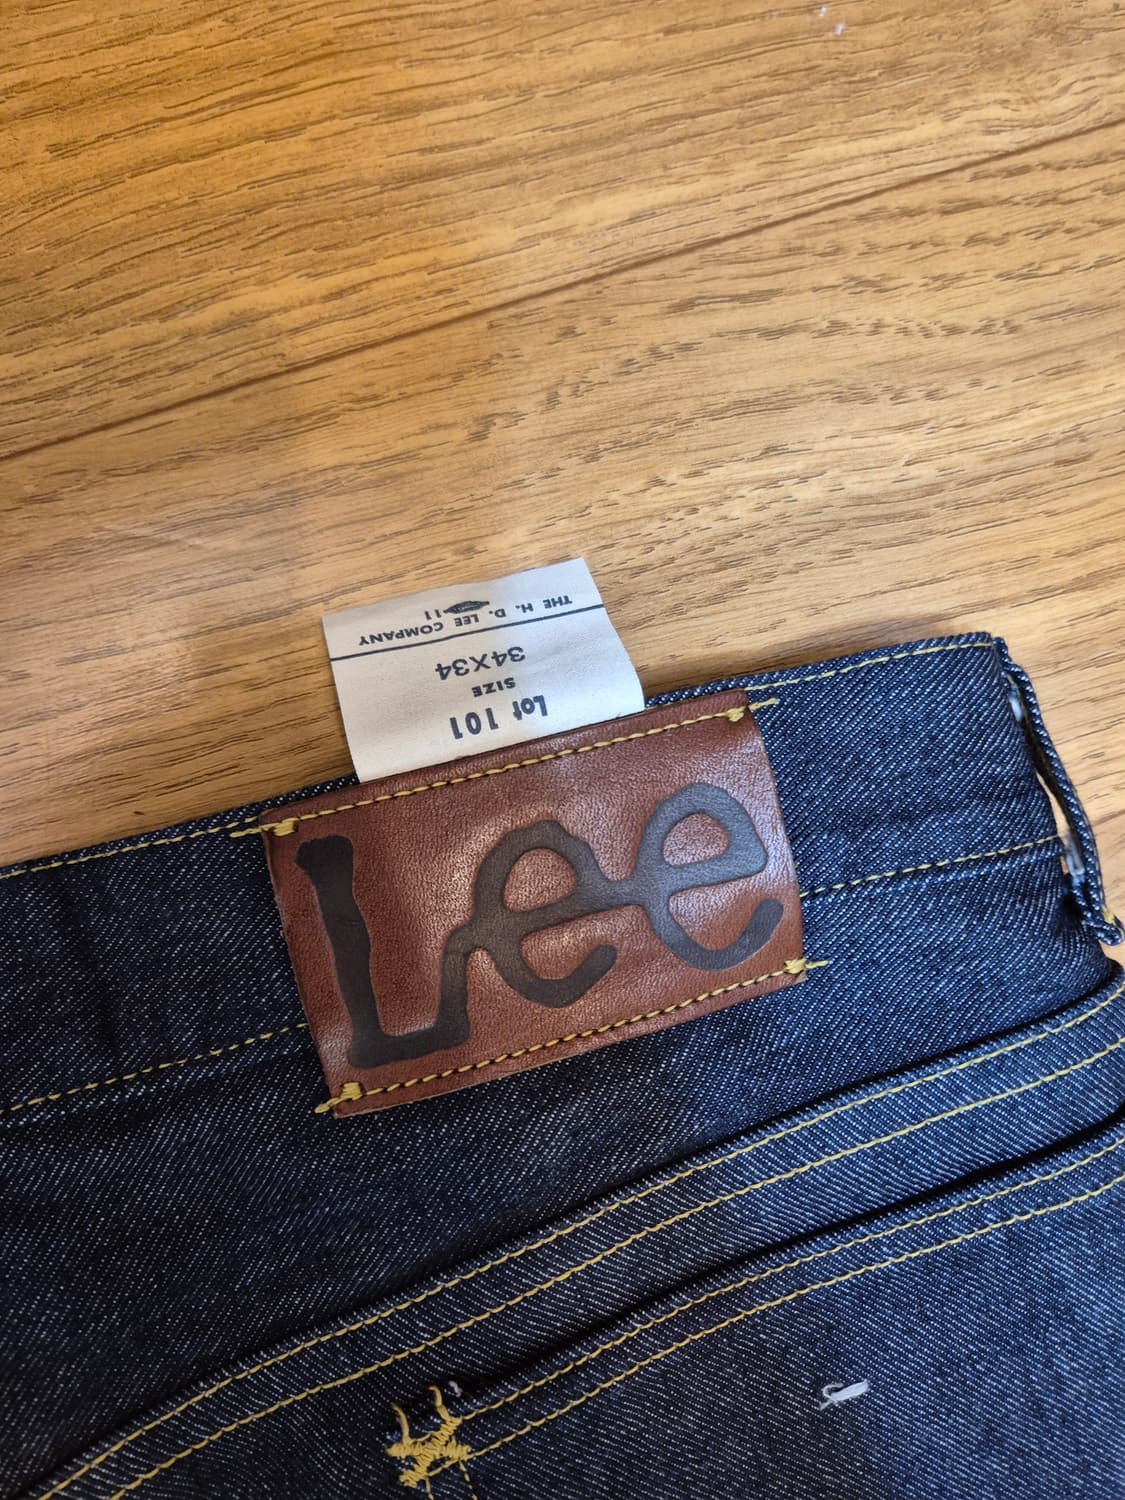 Lot 101
SIZE
34X34
THE H. D. LEE COMPANY
11
Lee